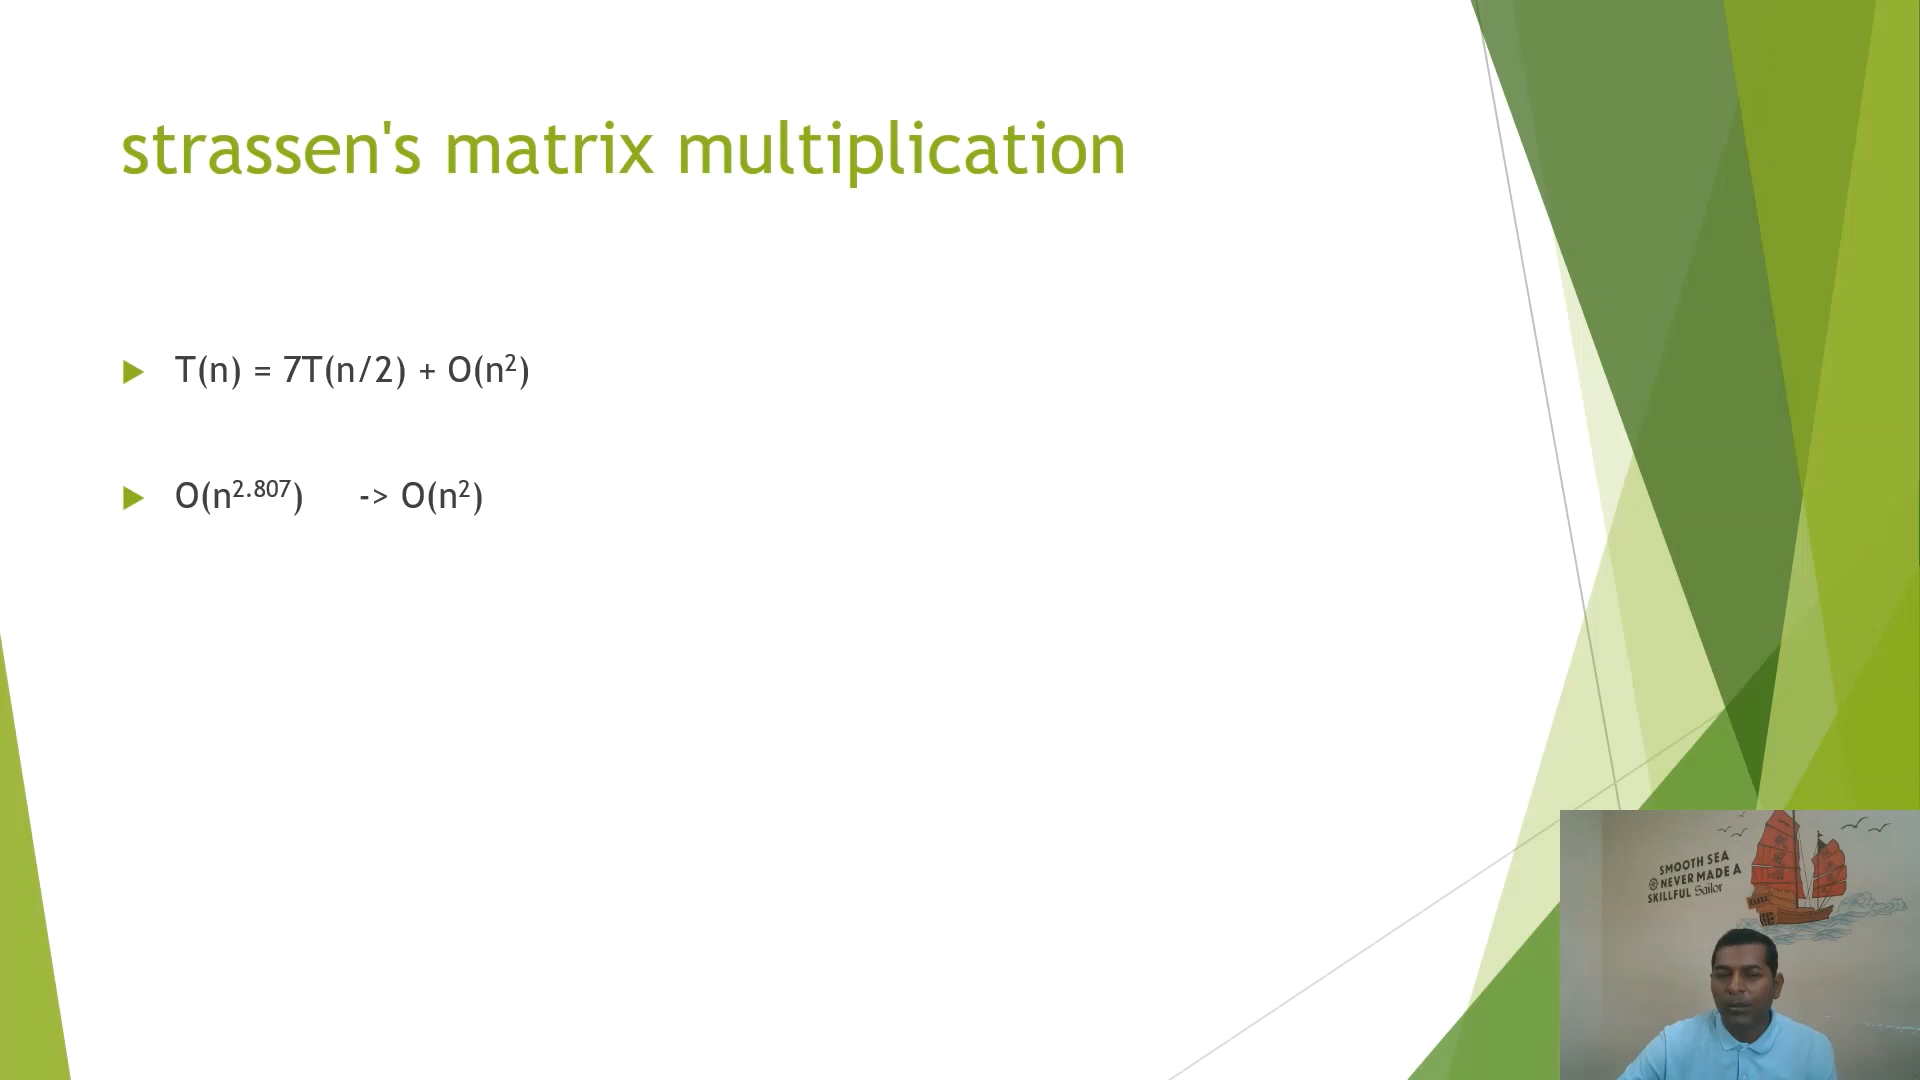 strassen's matrix multiplication
T(n) = 7T(n/2) + O(n²)
O(n²·⁸⁰⁷) -> O(n²)
SMOOTH SEA
NEVER MADE A
SKILLFUL Sailor